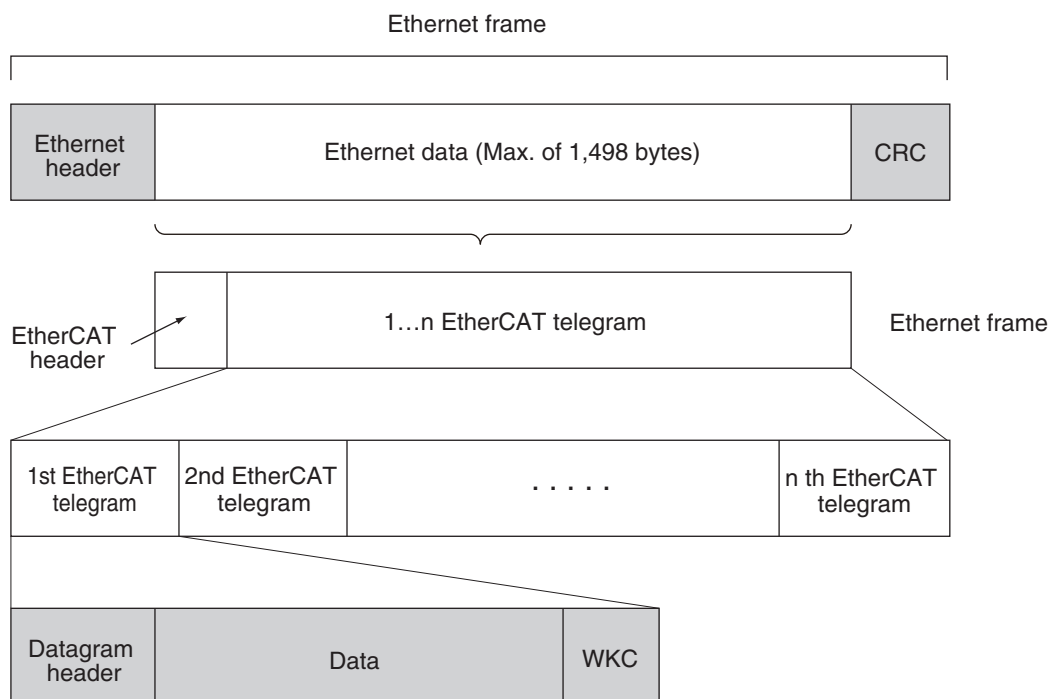 Ethernet frame
Ethernet
header
Ethernet data (Max. of 1,498 bytes)
CRC
EtherCAT
header
1…n EtherCAT telegram
Ethernet frame
1st EtherCAT
telegram
2nd EtherCAT
telegram
. . . . .
n th EtherCAT
telegram
Datagram
header
Data
WKC